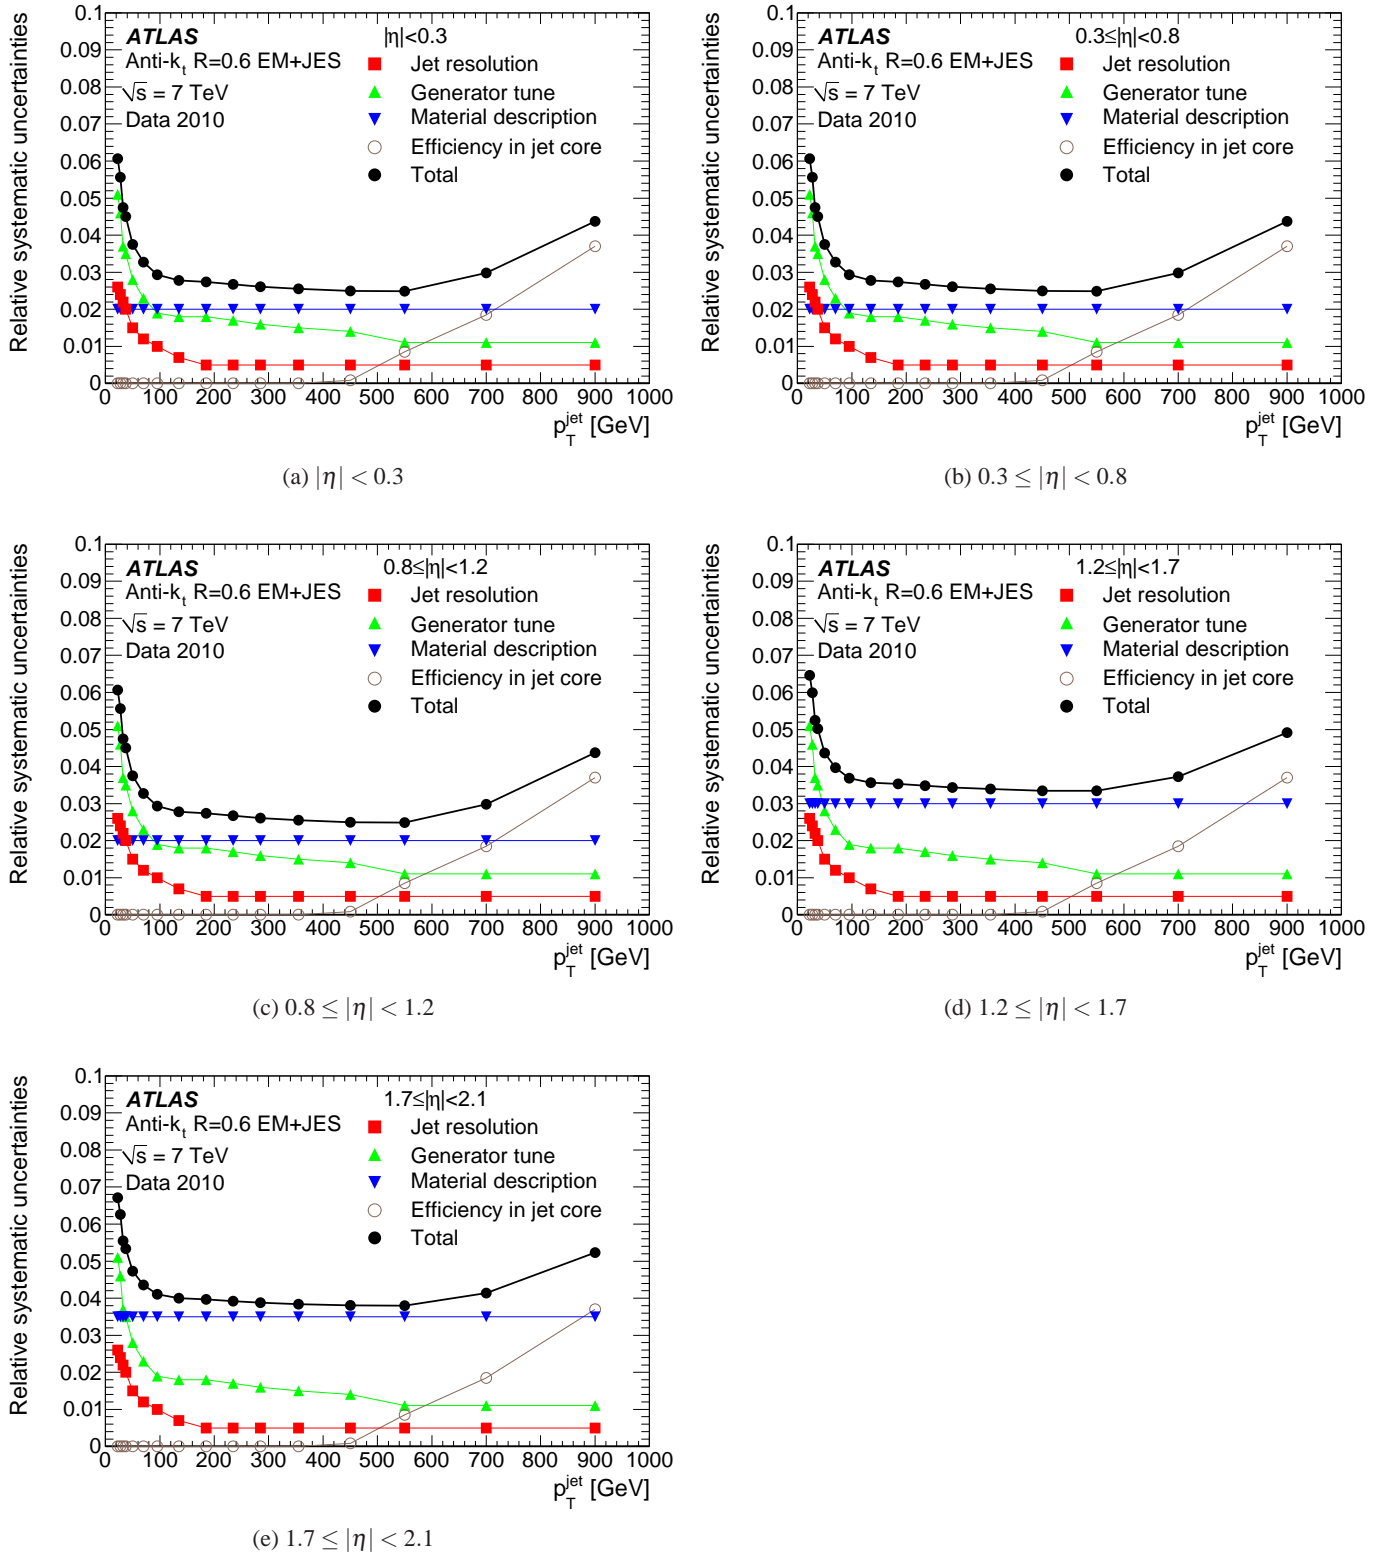 Relative systematic uncertainties
0.1
0.09
0.08
0.07
0.06
0.05
0.04
0.03
0.02
0.01
0
ATLAS |η|<0.3
Anti-k_t R=0.6 EM+JES
√s = 7 TeV
Data 2010
Jet resolution
Generator tune
Material description
Efficiency in jet core
Total
0 100 200 300 400 500 600 700 800 900 1000
p_T^jet [GeV]
(a) |η| < 0.3
Relative systematic uncertainties
0.1
0.09
0.08
0.07
0.06
0.05
0.04
0.03
0.02
0.01
0
ATLAS 0.3≤|η|<0.8
Anti-k_t R=0.6 EM+JES
√s = 7 TeV
Data 2010
Jet resolution
Generator tune
Material description
Efficiency in jet core
Total
0 100 200 300 400 500 600 700 800 900 1000
p_T^jet [GeV]
(b) 0.3 ≤ |η| < 0.8
Relative systematic uncertainties
0.1
0.09
0.08
0.07
0.06
0.05
0.04
0.03
0.02
0.01
0
ATLAS 0.8≤|η|<1.2
Anti-k_t R=0.6 EM+JES
√s = 7 TeV
Data 2010
Jet resolution
Generator tune
Material description
Efficiency in jet core
Total
0 100 200 300 400 500 600 700 800 900 1000
p_T^jet [GeV]
(c) 0.8 ≤ |η| < 1.2
Relative systematic uncertainties
0.1
0.09
0.08
0.07
0.06
0.05
0.04
0.03
0.02
0.01
0
ATLAS 1.2≤|η|<1.7
Anti-k_t R=0.6 EM+JES
√s = 7 TeV
Data 2010
Jet resolution
Generator tune
Material description
Efficiency in jet core
Total
0 100 200 300 400 500 600 700 800 900 1000
p_T^jet [GeV]
(d) 1.2 ≤ |η| < 1.7
Relative systematic uncertainties
0.1
0.09
0.08
0.07
0.06
0.05
0.04
0.03
0.02
0.01
0
ATLAS 1.7≤|η|<2.1
Anti-k_t R=0.6 EM+JES
√s = 7 TeV
Data 2010
Jet resolution
Generator tune
Material description
Efficiency in jet core
Total
0 100 200 300 400 500 600 700 800 900 1000
p_T^jet [GeV]
(e) 1.7 ≤ |η| < 2.1